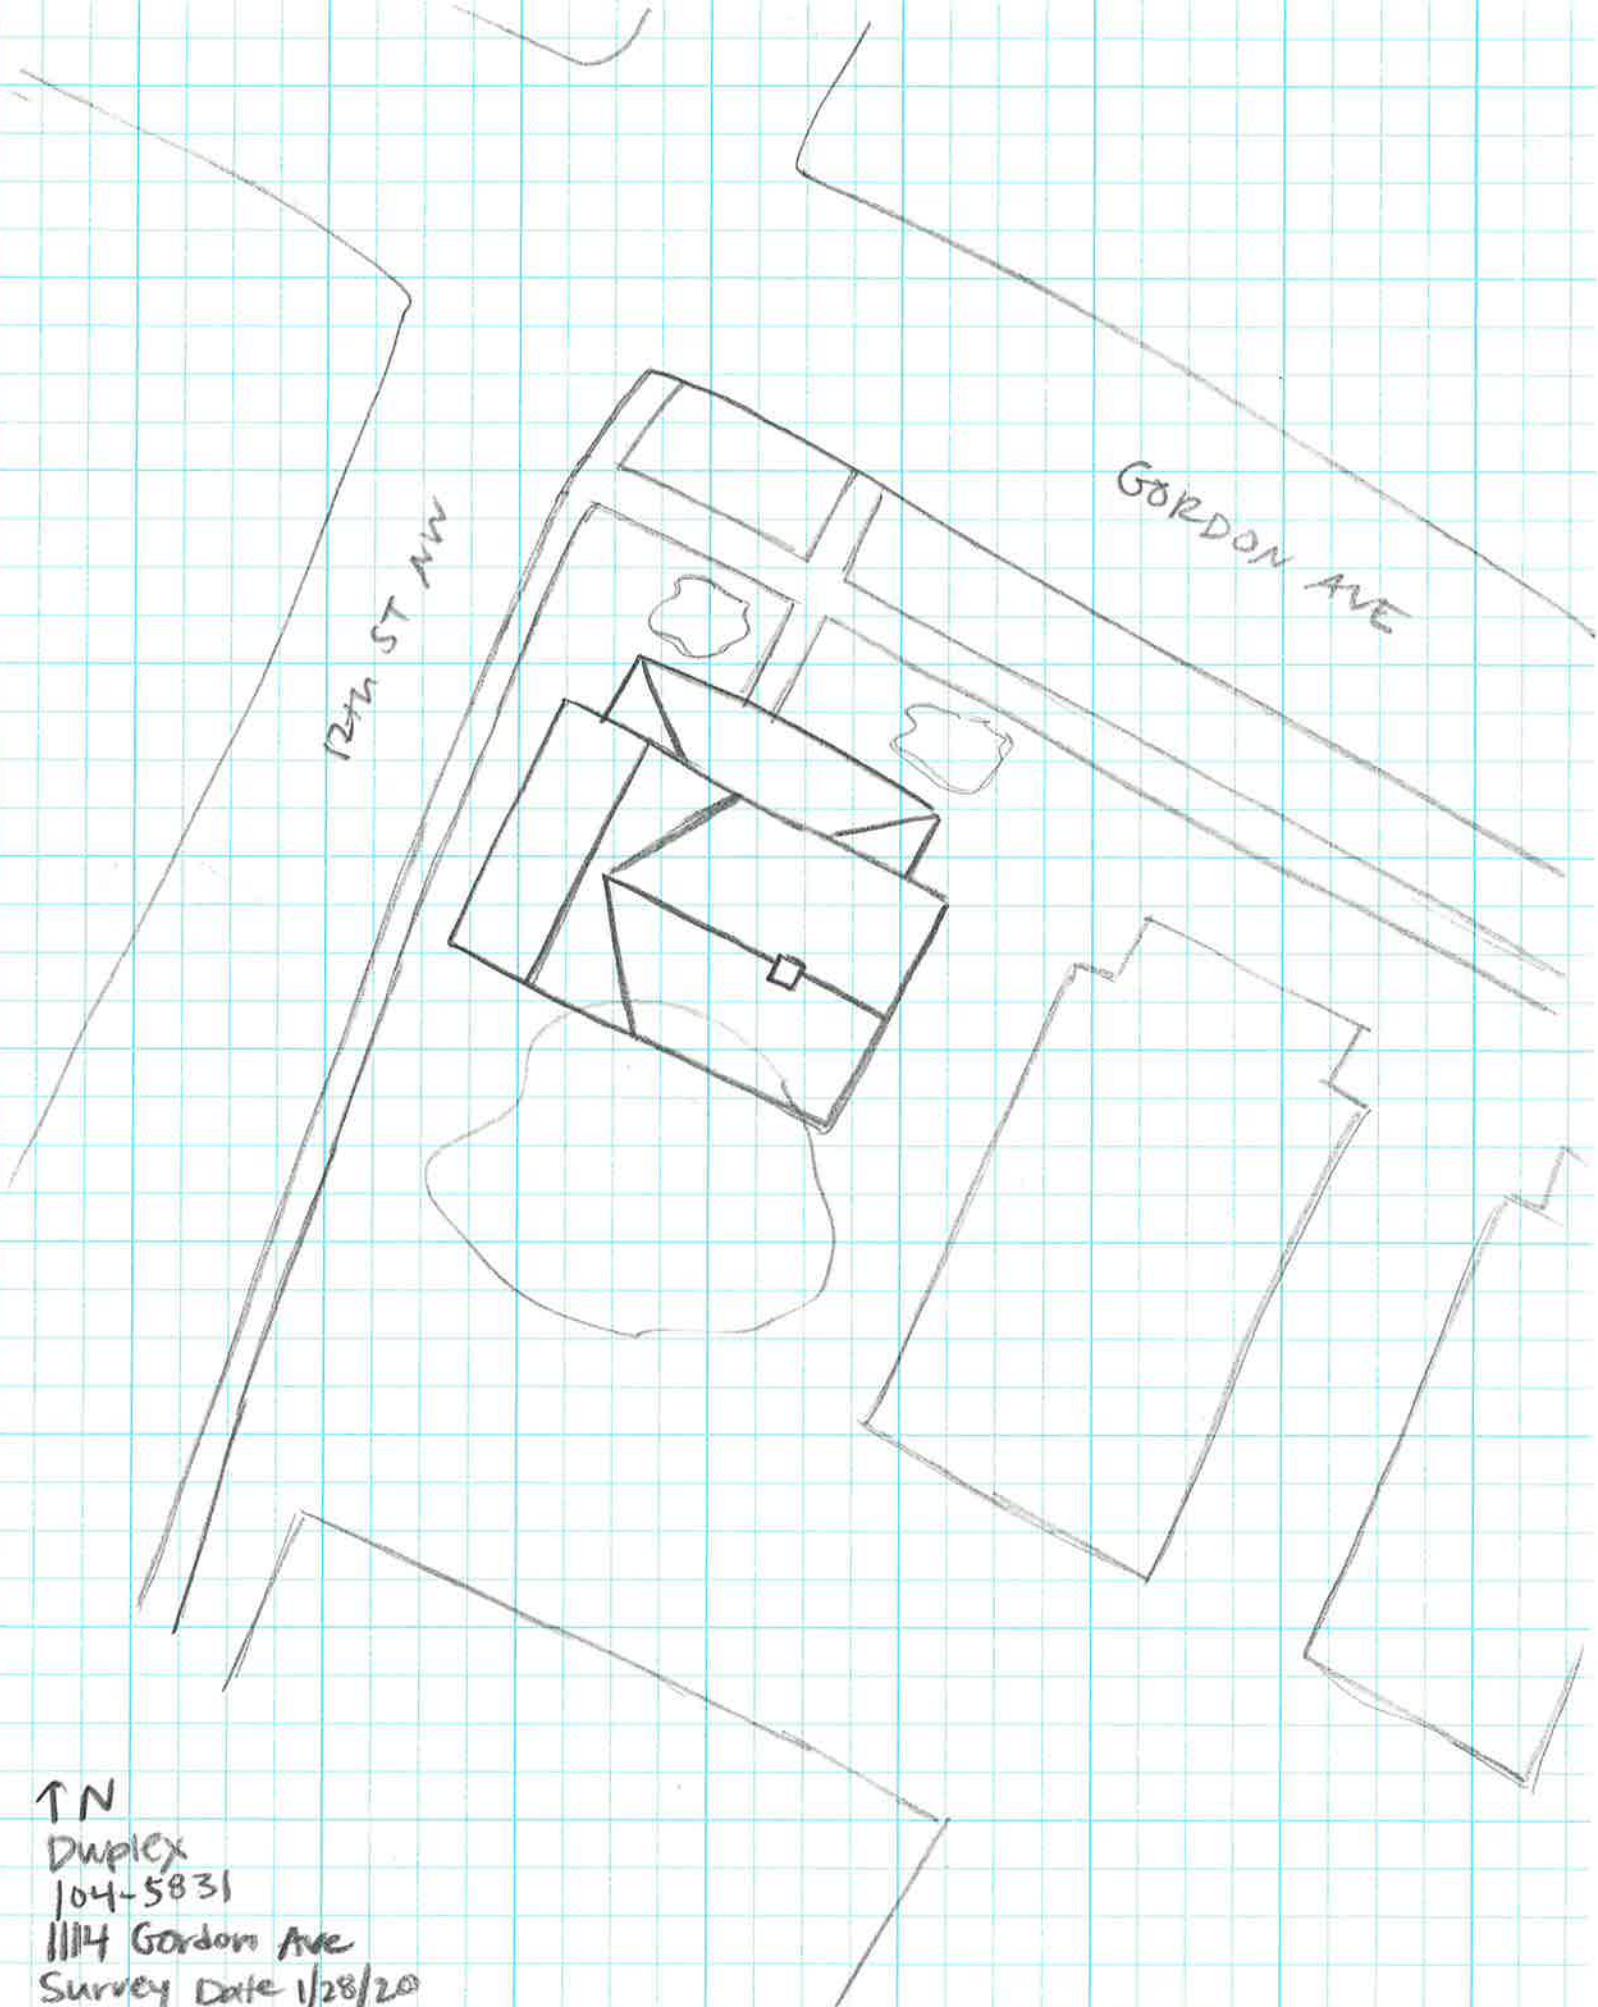 GORDON AVE
12th ST NW
↑N
Duplex
104-5831
1114 Gordon Ave
Survey Date 1/28/20